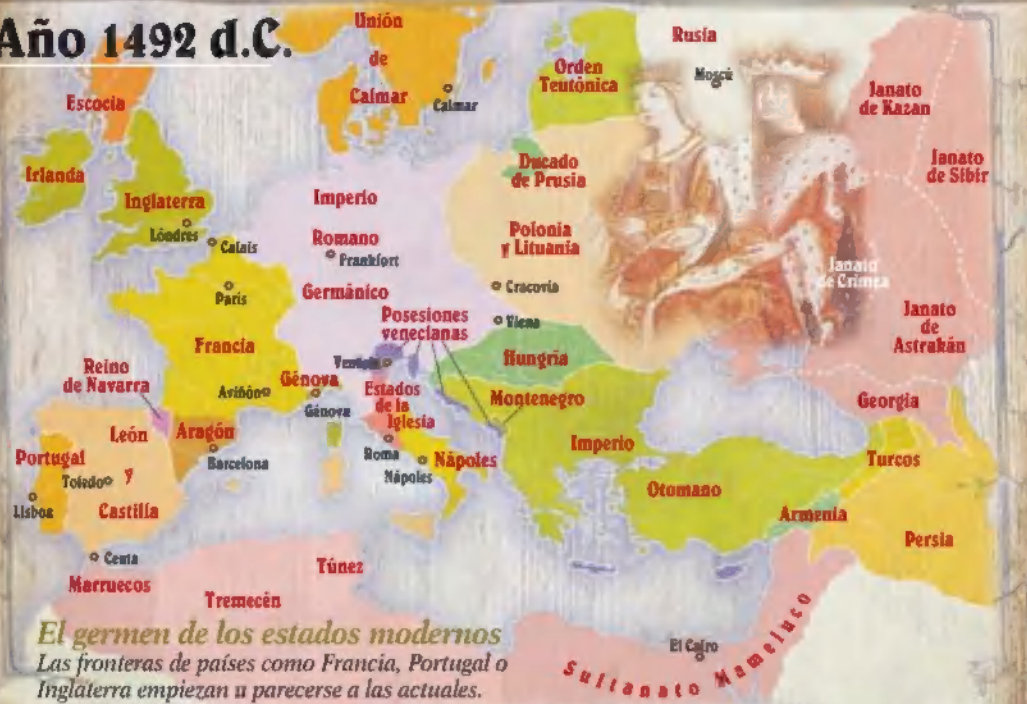 Año 1492 d.C.
Unión
de
Calmar
Calmar
Escocia
Irlanda
Inglaterra
Lóndres
Calais
París
Francia
Aviñón
Orden
Teutónica
Rusia
Moscú
Janato
de Kazan
Janato
de Sibir
Ducado
de Prusia
Imperio
Romano
Frankfort
Germánico
Polonia
y Lituania
Cracovia
Viena
Janato
de Crimea
Janato
de
Astrakán
Posesiones
venecianas
Venecia
Hungría
Reino
de Navarra
Génova
Génova
Estados
de la
Iglesia
Montenegro
Georgia
León
y
Castilla
Aragón
Barcelona
Portugal
Toledo
Lisboa
Roma
Nápoles
Nápoles
Imperio
Otomano
Turcos
Armenia
Persia
Ceuta
Marruecos
Túnez
Tremecén
El Cairo
Sultanato Mameluco
El germen de los estados modernos
Las fronteras de países como Francia, Portugal o
Inglaterra empiezan a parecerse a las actuales.